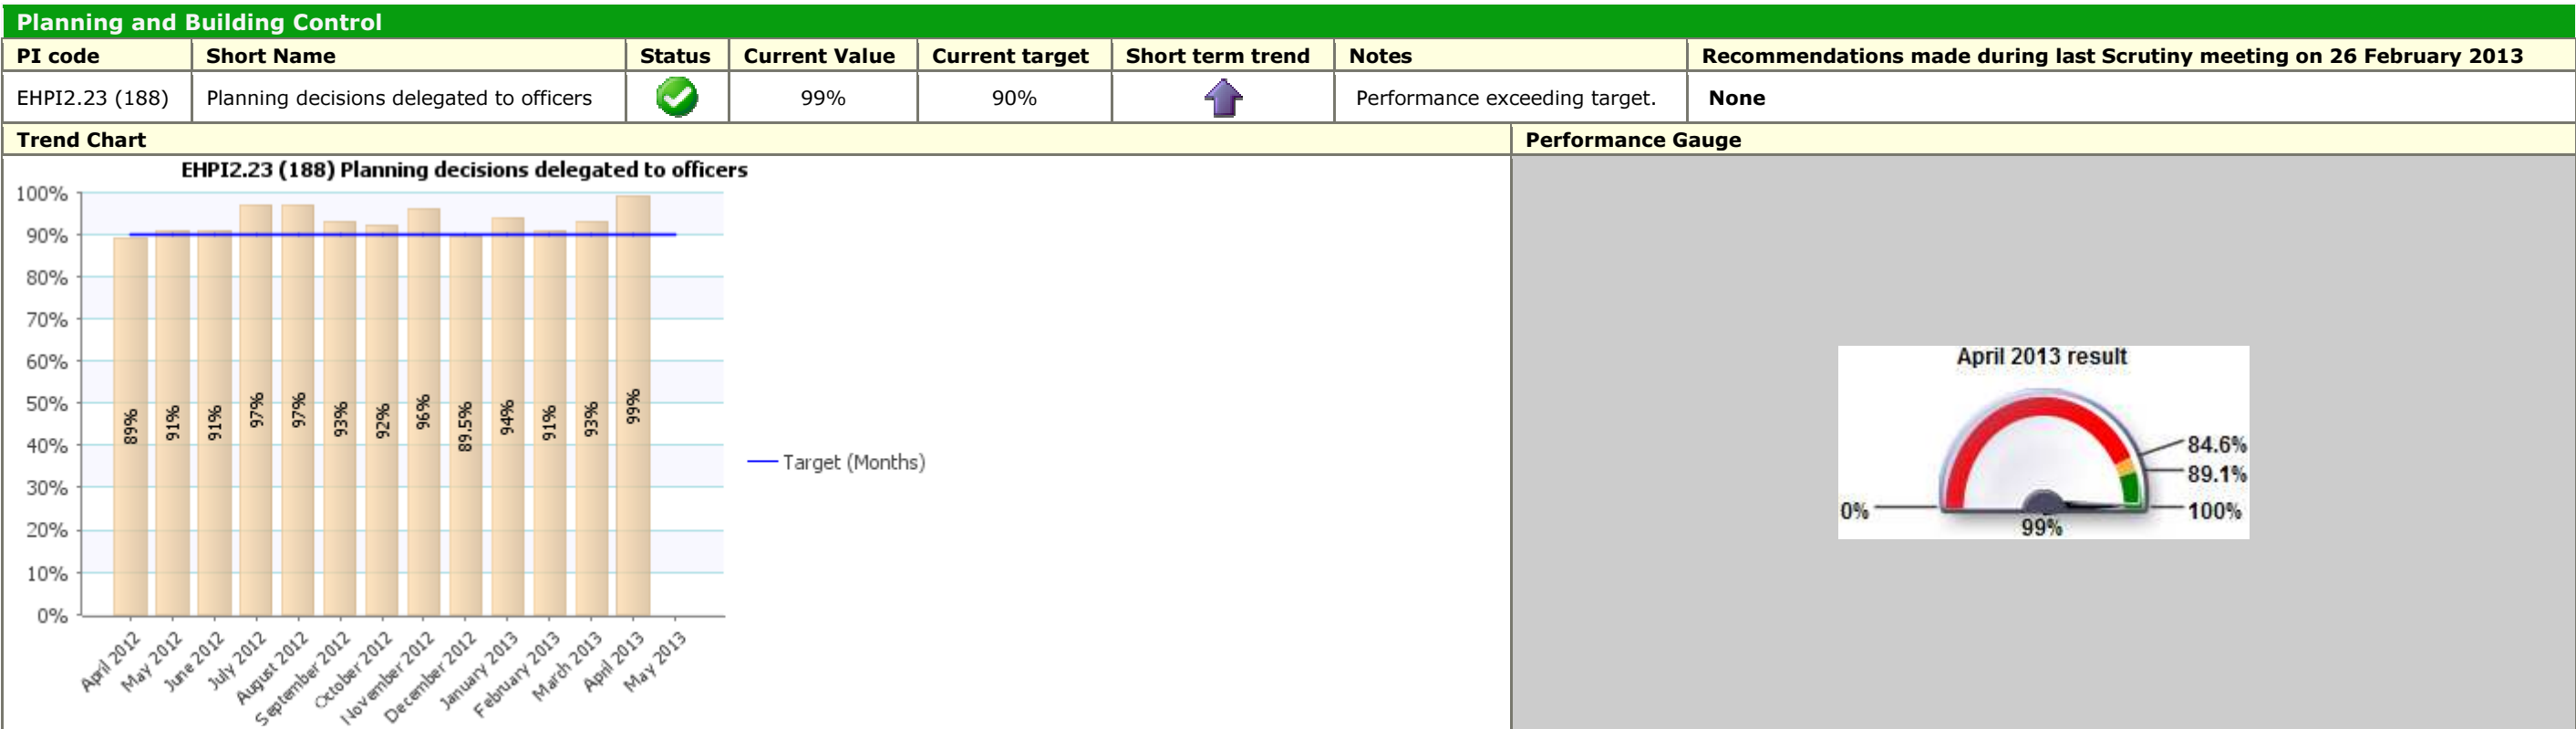 Planning and Building Control
PI code Short Name Status Current Value Current target Short term trend Notes Recommendations made during last Scrutiny meeting on 26 February 2013
EHPI2.23 (188) Planning decisions delegated to officers 99% 90% Performance exceeding target. None
Trend Chart Performance Gauge
EHPI2.23 (188) Planning decisions delegated to officers
100%
90%
80%
70%
60%
50%
40%
30%
20%
10%
0%
89% 91% 91% 97% 97% 93% 92% 96% 89.5% 94% 91% 93% 99%
April 2012 May 2012 June 2012 July 2012 August 2012 September 2012 October 2012 November 2012 December 2012 January 2013 February 2013 March 2013 April 2013 May 2013
Target (Months)
April 2013 result
84.6%
89.1%
0% 100%
99%